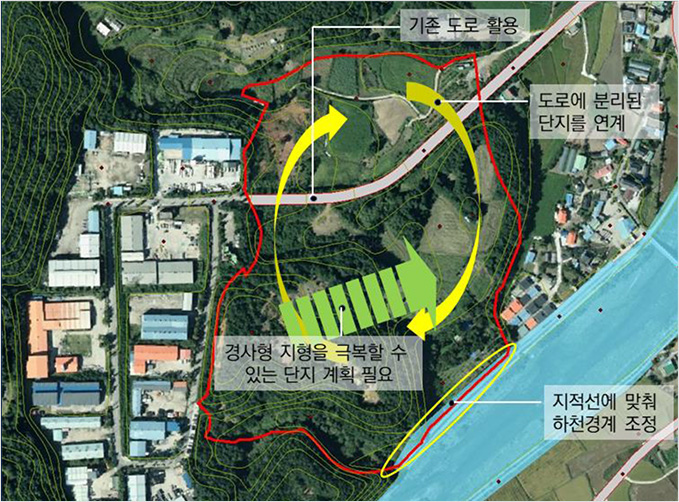 기존 도로 활용
도로에 분리된
단지를 연계
경사형 지형을 극복할 수
있는 단지 계획 필요
지적선에 맞춰
하천경계 조정